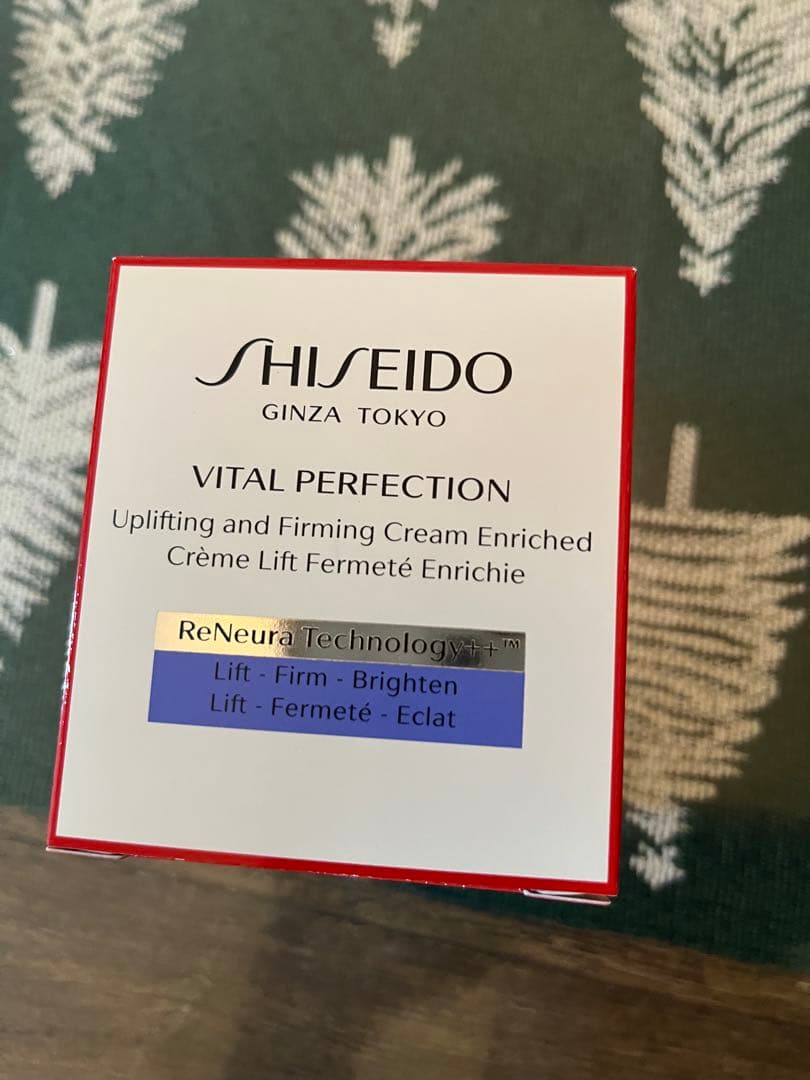 SHISEIDO
GINZA TOKYO
VITAL PERFECTION
Uplifting and Firming Cream Enriched
Crème Lift Fermeté Enrichie
ReNeura Technology++™
Lift - Firm - Brighten
Lift - Fermeté - Eclat